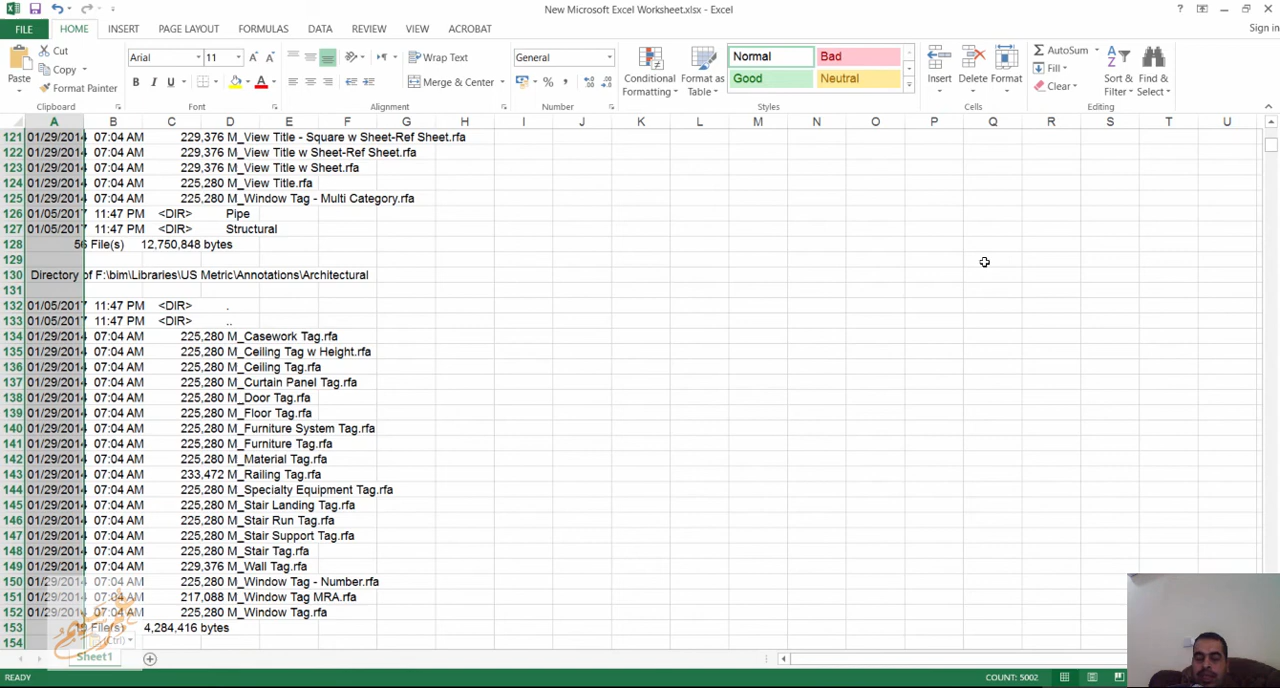 New Microsoft Excel Worksheet.xlsx - Excel
FILE HOME INSERT PAGE LAYOUT FORMULAS DATA REVIEW VIEW ACROBAT Sign in
Paste Cut Copy Format Painter
Arial 11
B I U
Wrap Text
Merge & Center
General
Conditional Formatting Format as Table
Normal Bad
Good Neutral
Insert Delete Format
AutoSum Fill Clear
Sort & Filter Find & Select
Clipboard Font Alignment Number Styles Cells Editing
A B C D E F G H I J K L M N O P Q R S T U
121 01/29/2014 07:04 AM 229,376 M_View Title - Square w Sheet-Ref Sheet.rfa
122 01/29/2014 07:04 AM 229,376 M_View Title w Sheet-Ref Sheet.rfa
123 01/29/2014 07:04 AM 229,376 M_View Title w Sheet.rfa
124 01/29/2014 07:04 AM 225,280 M_View Title.rfa
125 01/29/2014 07:04 AM 225,280 M_Window Tag - Multi Category.rfa
126 01/05/2017 11:47 PM <DIR> Pipe
127 01/05/2017 11:47 PM <DIR> Structural
128 56 File(s) 12,750,848 bytes
129
130 Directory of F:\bim\Libraries\US Metric\Annotations\Architectural
131
132 01/05/2017 11:47 PM <DIR> .
133 01/05/2017 11:47 PM <DIR> ..
134 01/29/2014 07:04 AM 225,280 M_Casework Tag.rfa
135 01/29/2014 07:04 AM 225,280 M_Ceiling Tag w Height.rfa
136 01/29/2014 07:04 AM 225,280 M_Ceiling Tag.rfa
137 01/29/2014 07:04 AM 225,280 M_Curtain Panel Tag.rfa
138 01/29/2014 07:04 AM 225,280 M_Door Tag.rfa
139 01/29/2014 07:04 AM 225,280 M_Floor Tag.rfa
140 01/29/2014 07:04 AM 225,280 M_Furniture System Tag.rfa
141 01/29/2014 07:04 AM 225,280 M_Furniture Tag.rfa
142 01/29/2014 07:04 AM 225,280 M_Material Tag.rfa
143 01/29/2014 07:04 AM 233,472 M_Railing Tag.rfa
144 01/29/2014 07:04 AM 225,280 M_Specialty Equipment Tag.rfa
145 01/29/2014 07:04 AM 225,280 M_Stair Landing Tag.rfa
146 01/29/2014 07:04 AM 225,280 M_Stair Run Tag.rfa
147 01/29/2014 07:04 AM 225,280 M_Stair Support Tag.rfa
148 01/29/2014 07:04 AM 225,280 M_Stair Tag.rfa
149 01/29/2014 07:04 AM 229,376 M_Wall Tag.rfa
150 01/29/2014 07:04 AM 225,280 M_Window Tag - Number.rfa
151 01/29/2014 07:04 AM 217,088 M_Window Tag MRA.rfa
152 01/29/2014 07:04 AM 225,280 M_Window Tag.rfa
153 19 File(s) 4,284,416 bytes
154
(Ctrl)
Sheet1
READY COUNT: 5002